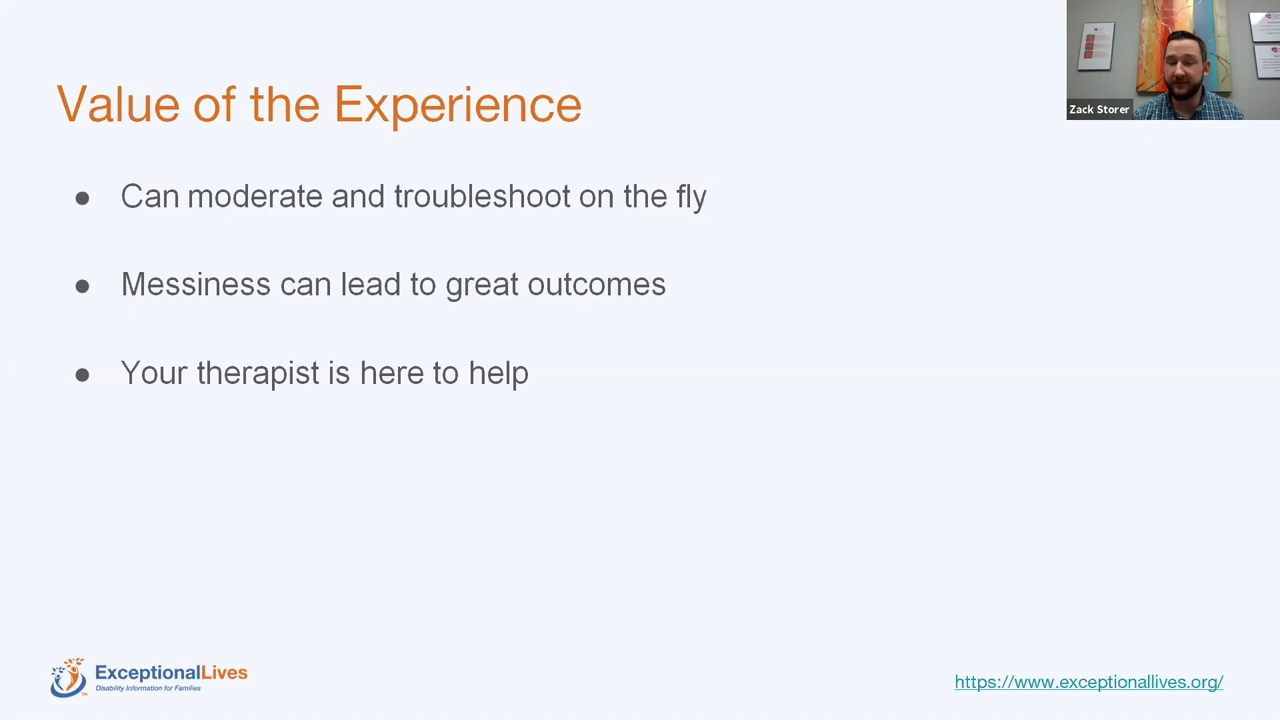 Value of the Experience
● Can moderate and troubleshoot on the fly
● Messiness can lead to great outcomes
● Your therapist is here to help
Zack Storer
ExceptionalLives
Disability Information for Families
TM
https://www.exceptionallives.org/